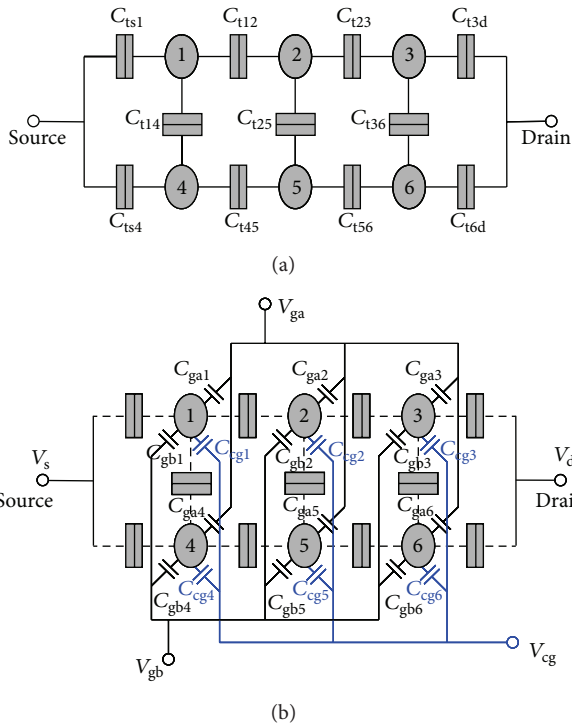 Cts1 Ct12 Ct23 Ct3d
1 2 3
Source Ct14 Ct25 Ct36 Drain
4 5 6
Cts4 Ct45 Ct56 Ct6d
(a)
Vga
Cga1 Cga2 Cga3
1 2 3
Cgb1 Ccg1 Cgb2 Ccg2 Cgb3 Ccg3
Vs Vd
Source Drain
Cga4 Cga5 Cga6
4 5 6
Cgb4 Ccg4 Cgb5 Ccg5 Cgb6 Ccg6
Vgb Vcg
(b)